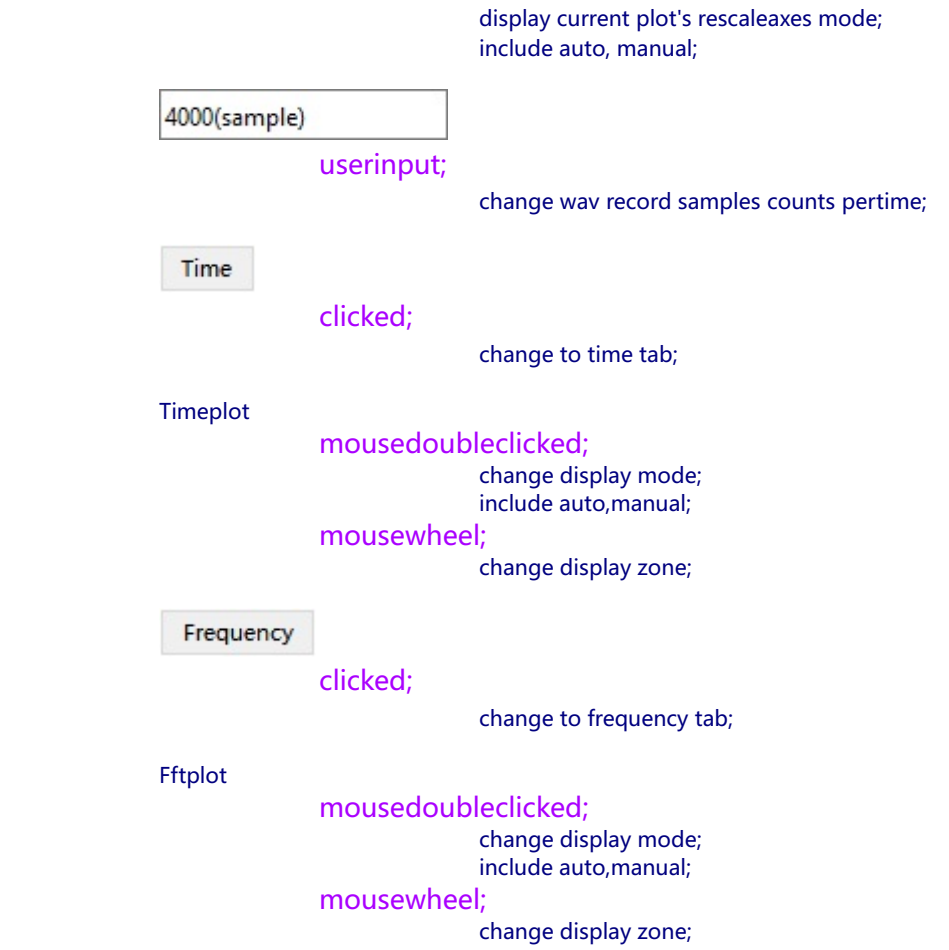 display current plot's rescaleaxes mode;
include auto, manual;
4000(sample)
userinput;
change wav record samples counts pertime;
Time
clicked;
change to time tab;
Timeplot
mousedoubleclicked;
change display mode;
include auto,manual;
mousewheel;
change display zone;
Frequency
clicked;
change to frequency tab;
Fftplot
mousedoubleclicked;
change display mode;
include auto,manual;
mousewheel;
change display zone;